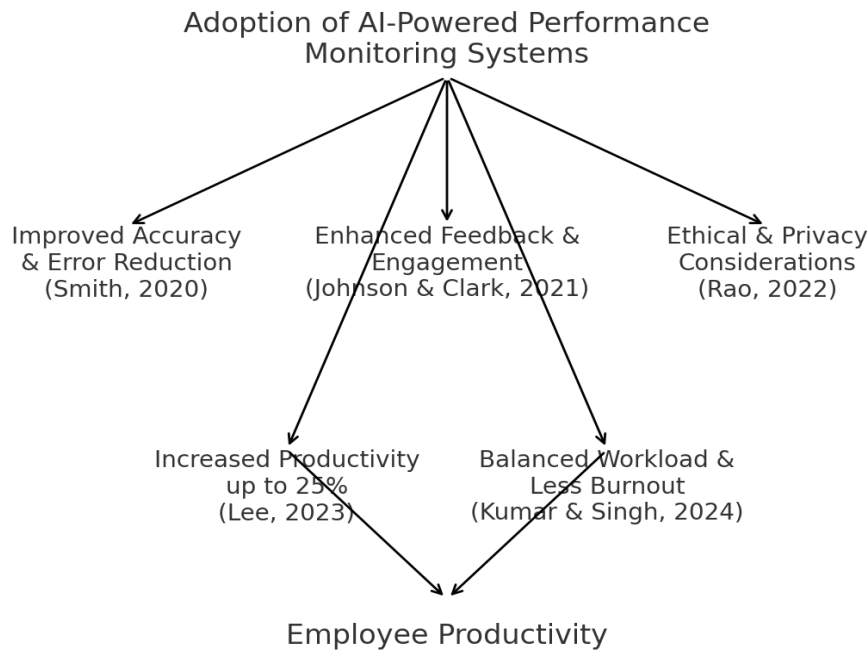 Adoption of AI-Powered Performance
Monitoring Systems
Improved Accuracy
& Error Reduction
(Smith, 2020)
Enhanced Feedback &
Engagement
(Johnson & Clark, 2021)
Ethical & Privacy
Considerations
(Rao, 2022)
Increased Productivity
up to 25%
(Lee, 2023)
Balanced Workload &
Less Burnout
(Kumar & Singh, 2024)
Employee Productivity